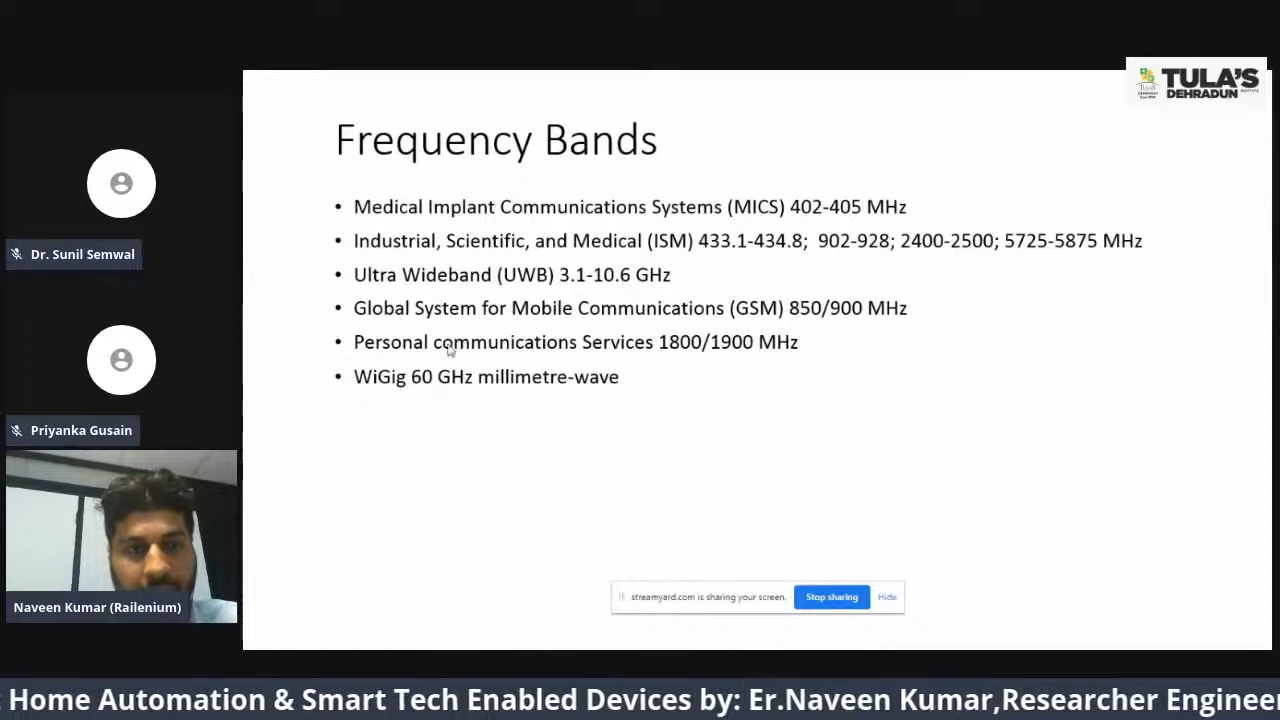 TULA'S
DEHRADUN
Frequency Bands
• Medical Implant Communications Systems (MICS) 402-405 MHz
• Industrial, Scientific, and Medical (ISM) 433.1-434.8; 902-928; 2400-2500; 5725-5875 MHz
• Ultra Wideband (UWB) 3.1-10.6 GHz
• Global System for Mobile Communications (GSM) 850/900 MHz
• Personal communications Services 1800/1900 MHz
• WiGig 60 GHz millimetre-wave
Dr. Sunil Semwal
Priyanka Gusain
Naveen Kumar (Railenium)
streamyard.com is sharing your screen. Stop sharing Hide
: Home Automation & Smart Tech Enabled Devices by: Er.Naveen Kumar,Researcher Enginee